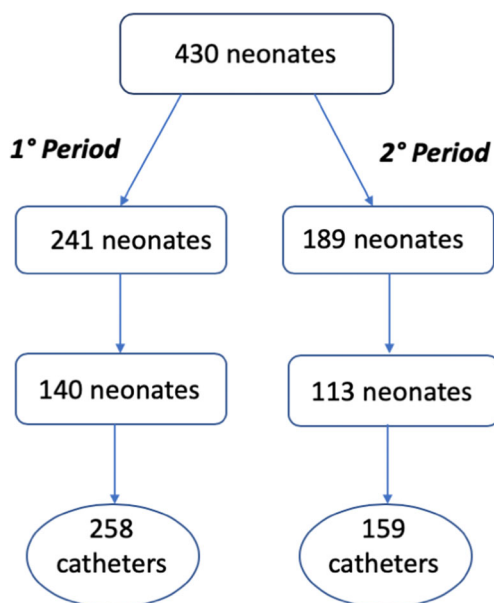 430 neonates
1° Period
2° Period
241 neonates
189 neonates
140 neonates
113 neonates
258
catheters
159
catheters